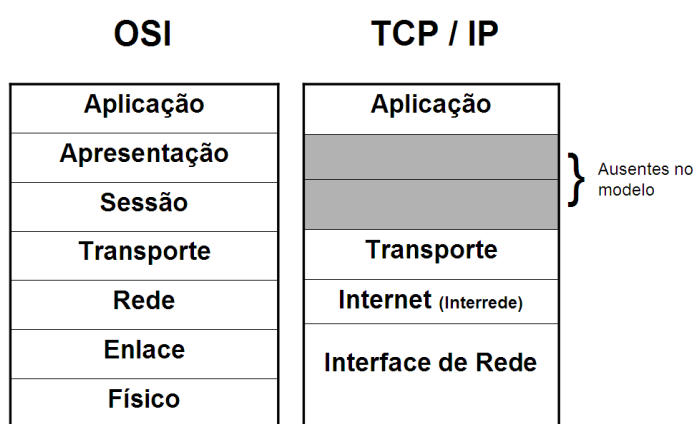 OSI
TCP / IP
Aplicação
Apresentação
Sessão
Transporte
Rede
Enlace
Físico
Aplicação
Transporte
Internet (Interrede)
Interface de Rede
} Ausentes no
modelo